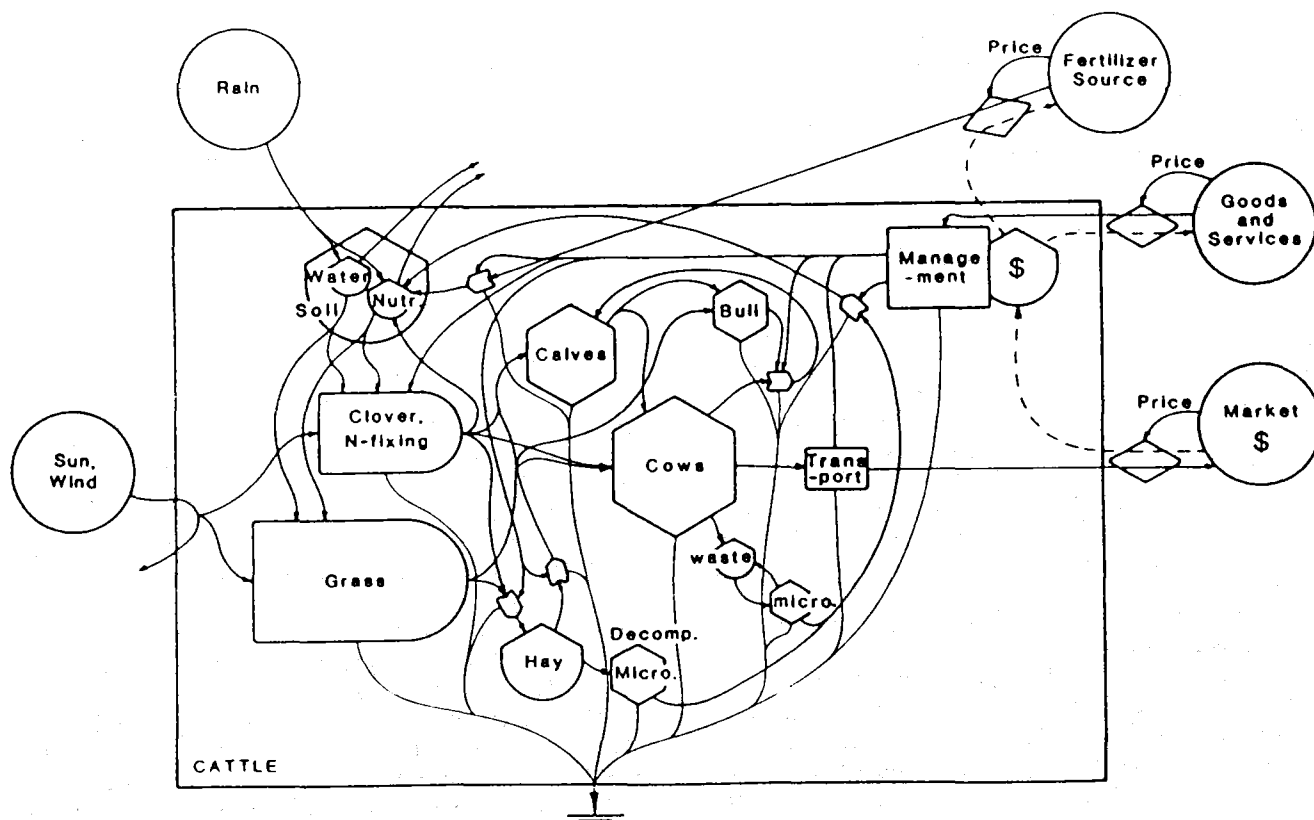 Rain
Price
Fertilizer
Source
Price
Goods
and
Services
Water
Nutr.
Soil
Manage
-ment
$
Bull
Calves
Price
Market
$
Clover,
N-fixing
Sun,
Wind
Cows
Trans
-port
waste
Grass
micro.
Decomp.
Hay
Micro.
CATTLE